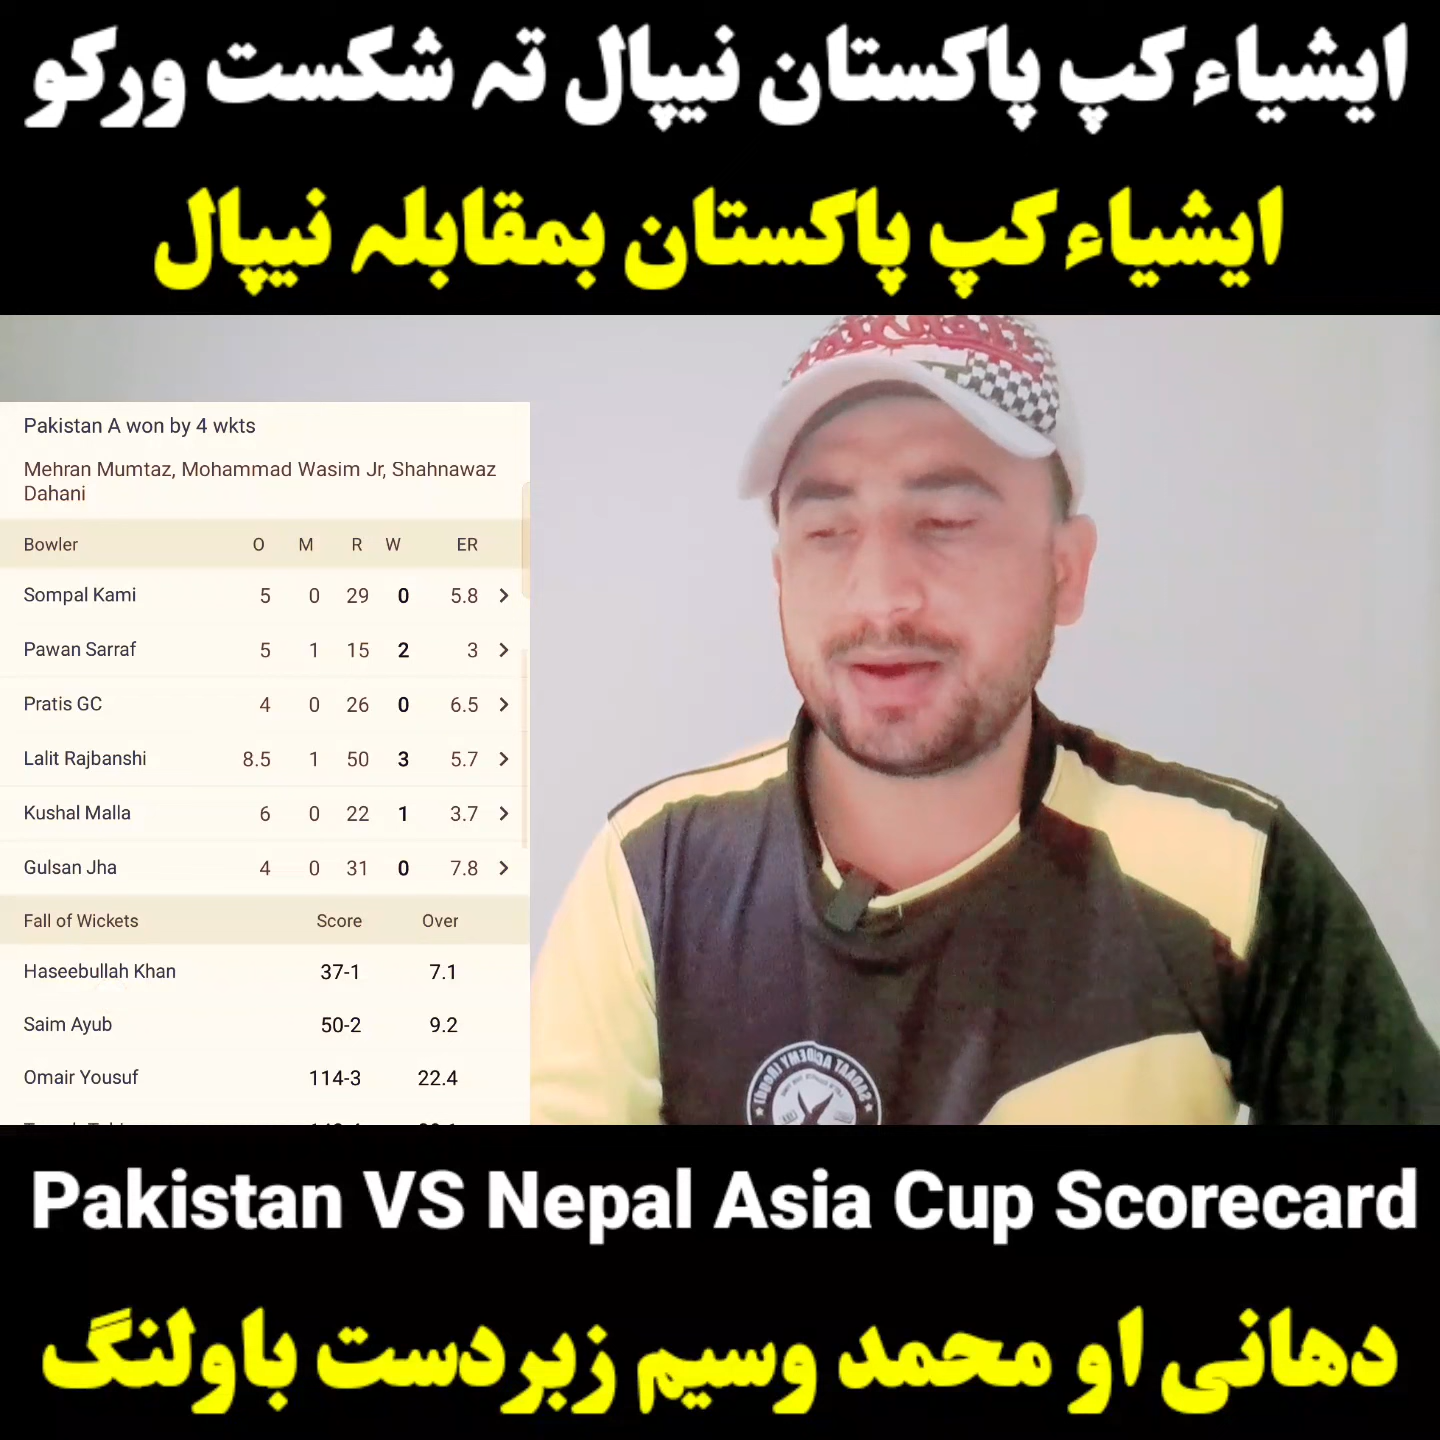 ایشیاء کپ پاکستان نیپال تہ شکست ورکو
ایشیاء کپ پاکستان بمقابلہ نیپال
Pakistan A won by 4 wkts
Mehran Mumtaz, Mohammad Wasim Jr, Shahnawaz
Dahani
Bowler O M R W ER
Sompal Kami 5 0 29 0 5.8
Pawan Sarraf 5 1 15 2 3
Pratis GC 4 0 26 0 6.5
Lalit Rajbanshi 8.5 1 50 3 5.7
Kushal Malla 6 0 22 1 3.7
Gulsan Jha 4 0 31 0 7.8
Fall of Wickets Score Over
Haseebullah Khan 37-1 7.1
Saim Ayub 50-2 9.2
Omair Yousuf 114-3 22.4
Pakistan VS Nepal Asia Cup Scorecard
دھانی او محمد وسیم زبردست باولنگ